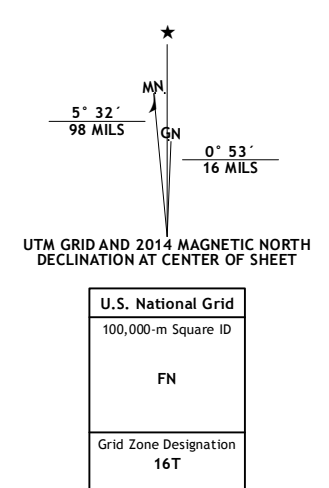 ★
MN
5° 32´
98 MILS
GN
0° 53´
16 MILS
UTM GRID AND 2014 MAGNETIC NORTH
DECLINATION AT CENTER OF SHEET
U.S. National Grid
100,000-m Square ID
FN
Grid Zone Designation
16T